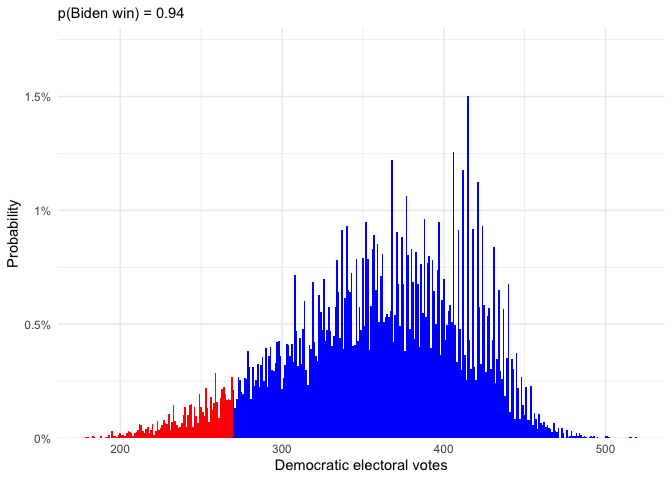 p(Biden win) = 0.94
Probability
1.5%
1%
0.5%
0%
200
300
400
500
Democratic electoral votes